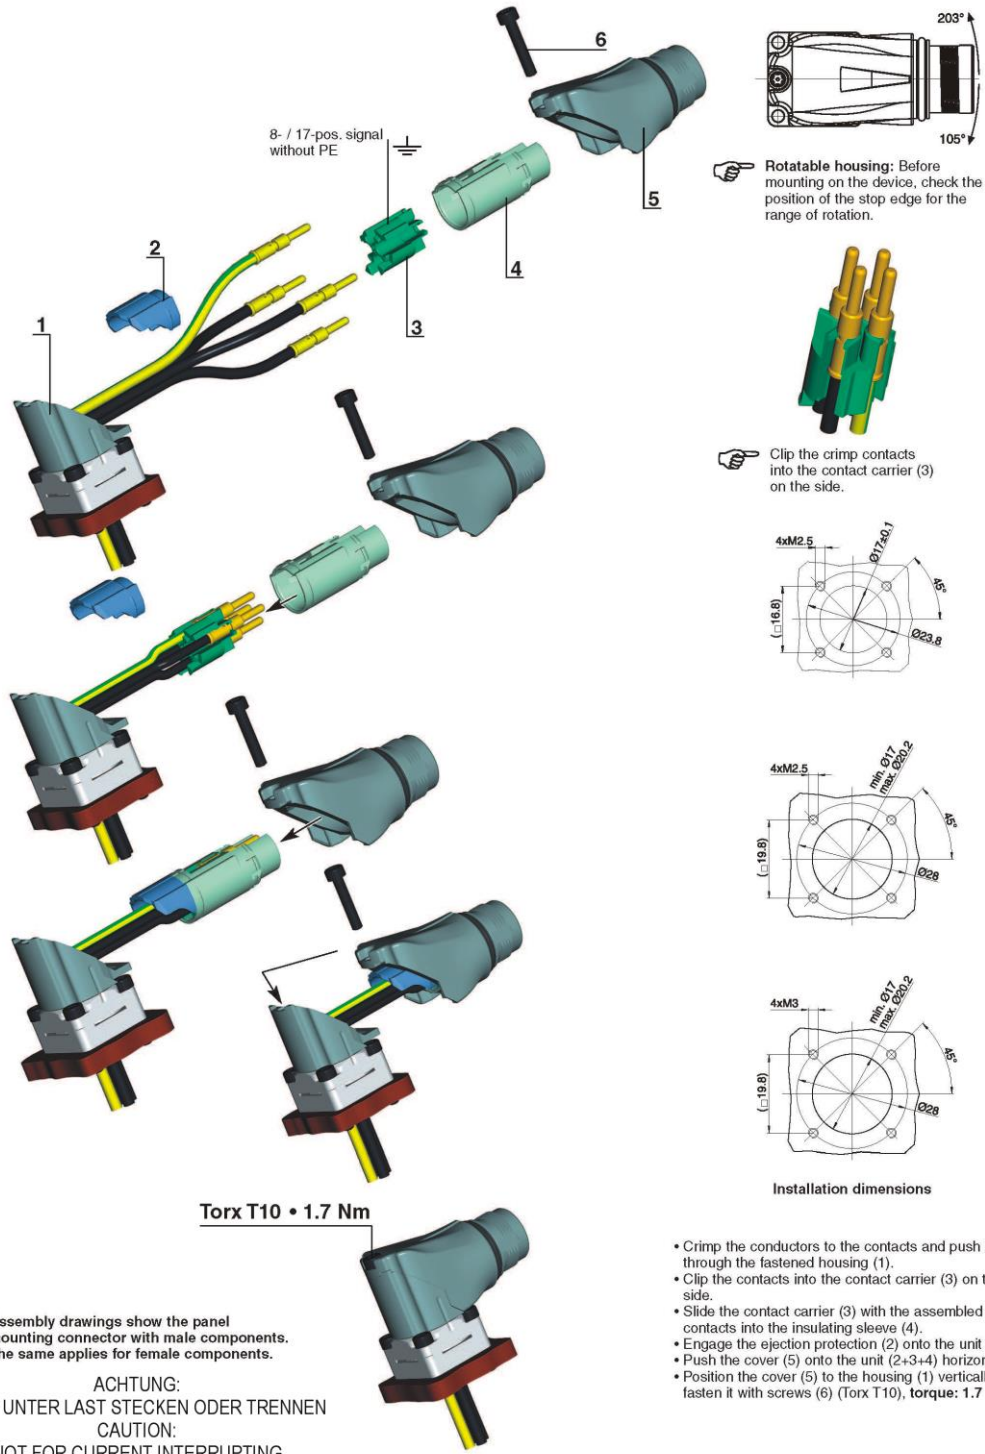 6
203°
8- / 17-pos. signal
without PE
105°
Rotatable housing: Before
mounting on the device, check the
position of the stop edge for the
range of rotation.
5
4
2
3
1
Clip the crimp contacts
into the contact carrier (3)
on the side.
4xM2.5
Ø17±0.1
45°
(□16.8)
Ø23.8
4xM2.5
min. Ø17
max. Ø20.2
45°
(□19.8)
Ø28
4xM3
min. Ø17
max. Ø20.2
45°
(□19.8)
Ø28
Installation dimensions
Torx T10 • 1.7 Nm
• Crimp the conductors to the contacts and push
through the fastened housing (1).
• Clip the contacts into the contact carrier (3) on
side.
• Slide the contact carrier (3) with the assembled
contacts into the insulating sleeve (4).
• Engage the ejection protection (2) onto the unit
• Push the cover (5) onto the unit (2+3+4)
• Position the cover (5) to the housing (1)
fasten it with screws (6) (Torx T10), torque: 1.7
assembly drawings show the panel
mounting connector with male components.
The same applies for female components.
ACHTUNG:
UNTER LAST STECKEN ODER TRENNEN
CAUTION:
NOT FOR CURRENT INTERRUPTING